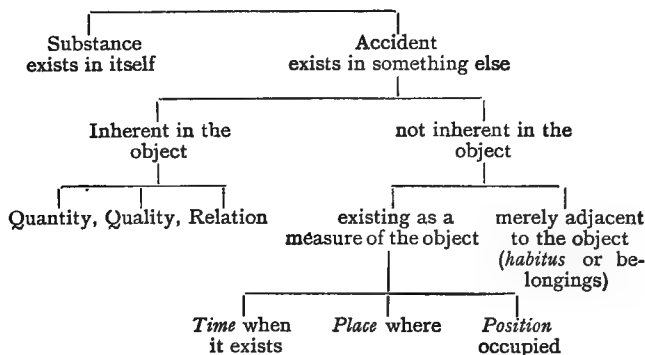 Substance
exists in itself
Accident
exists in something else
Inherent in the
object
not inherent in the
object
Quantity, Quality, Relation
existing as a
measure of the object
merely adjacent
to the object
(habitus or be-
longings)
Time when
it exists
Place where
Position
occupied